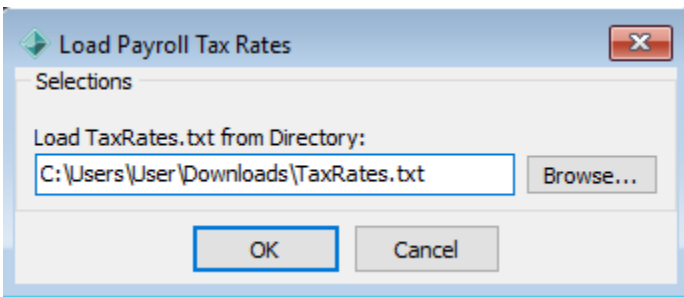 Load Payroll Tax Rates
Selections
Load TaxRates.txt from Directory:
C:\Users\User\Downloads\TaxRates.txt
Browse...
OK
Cancel